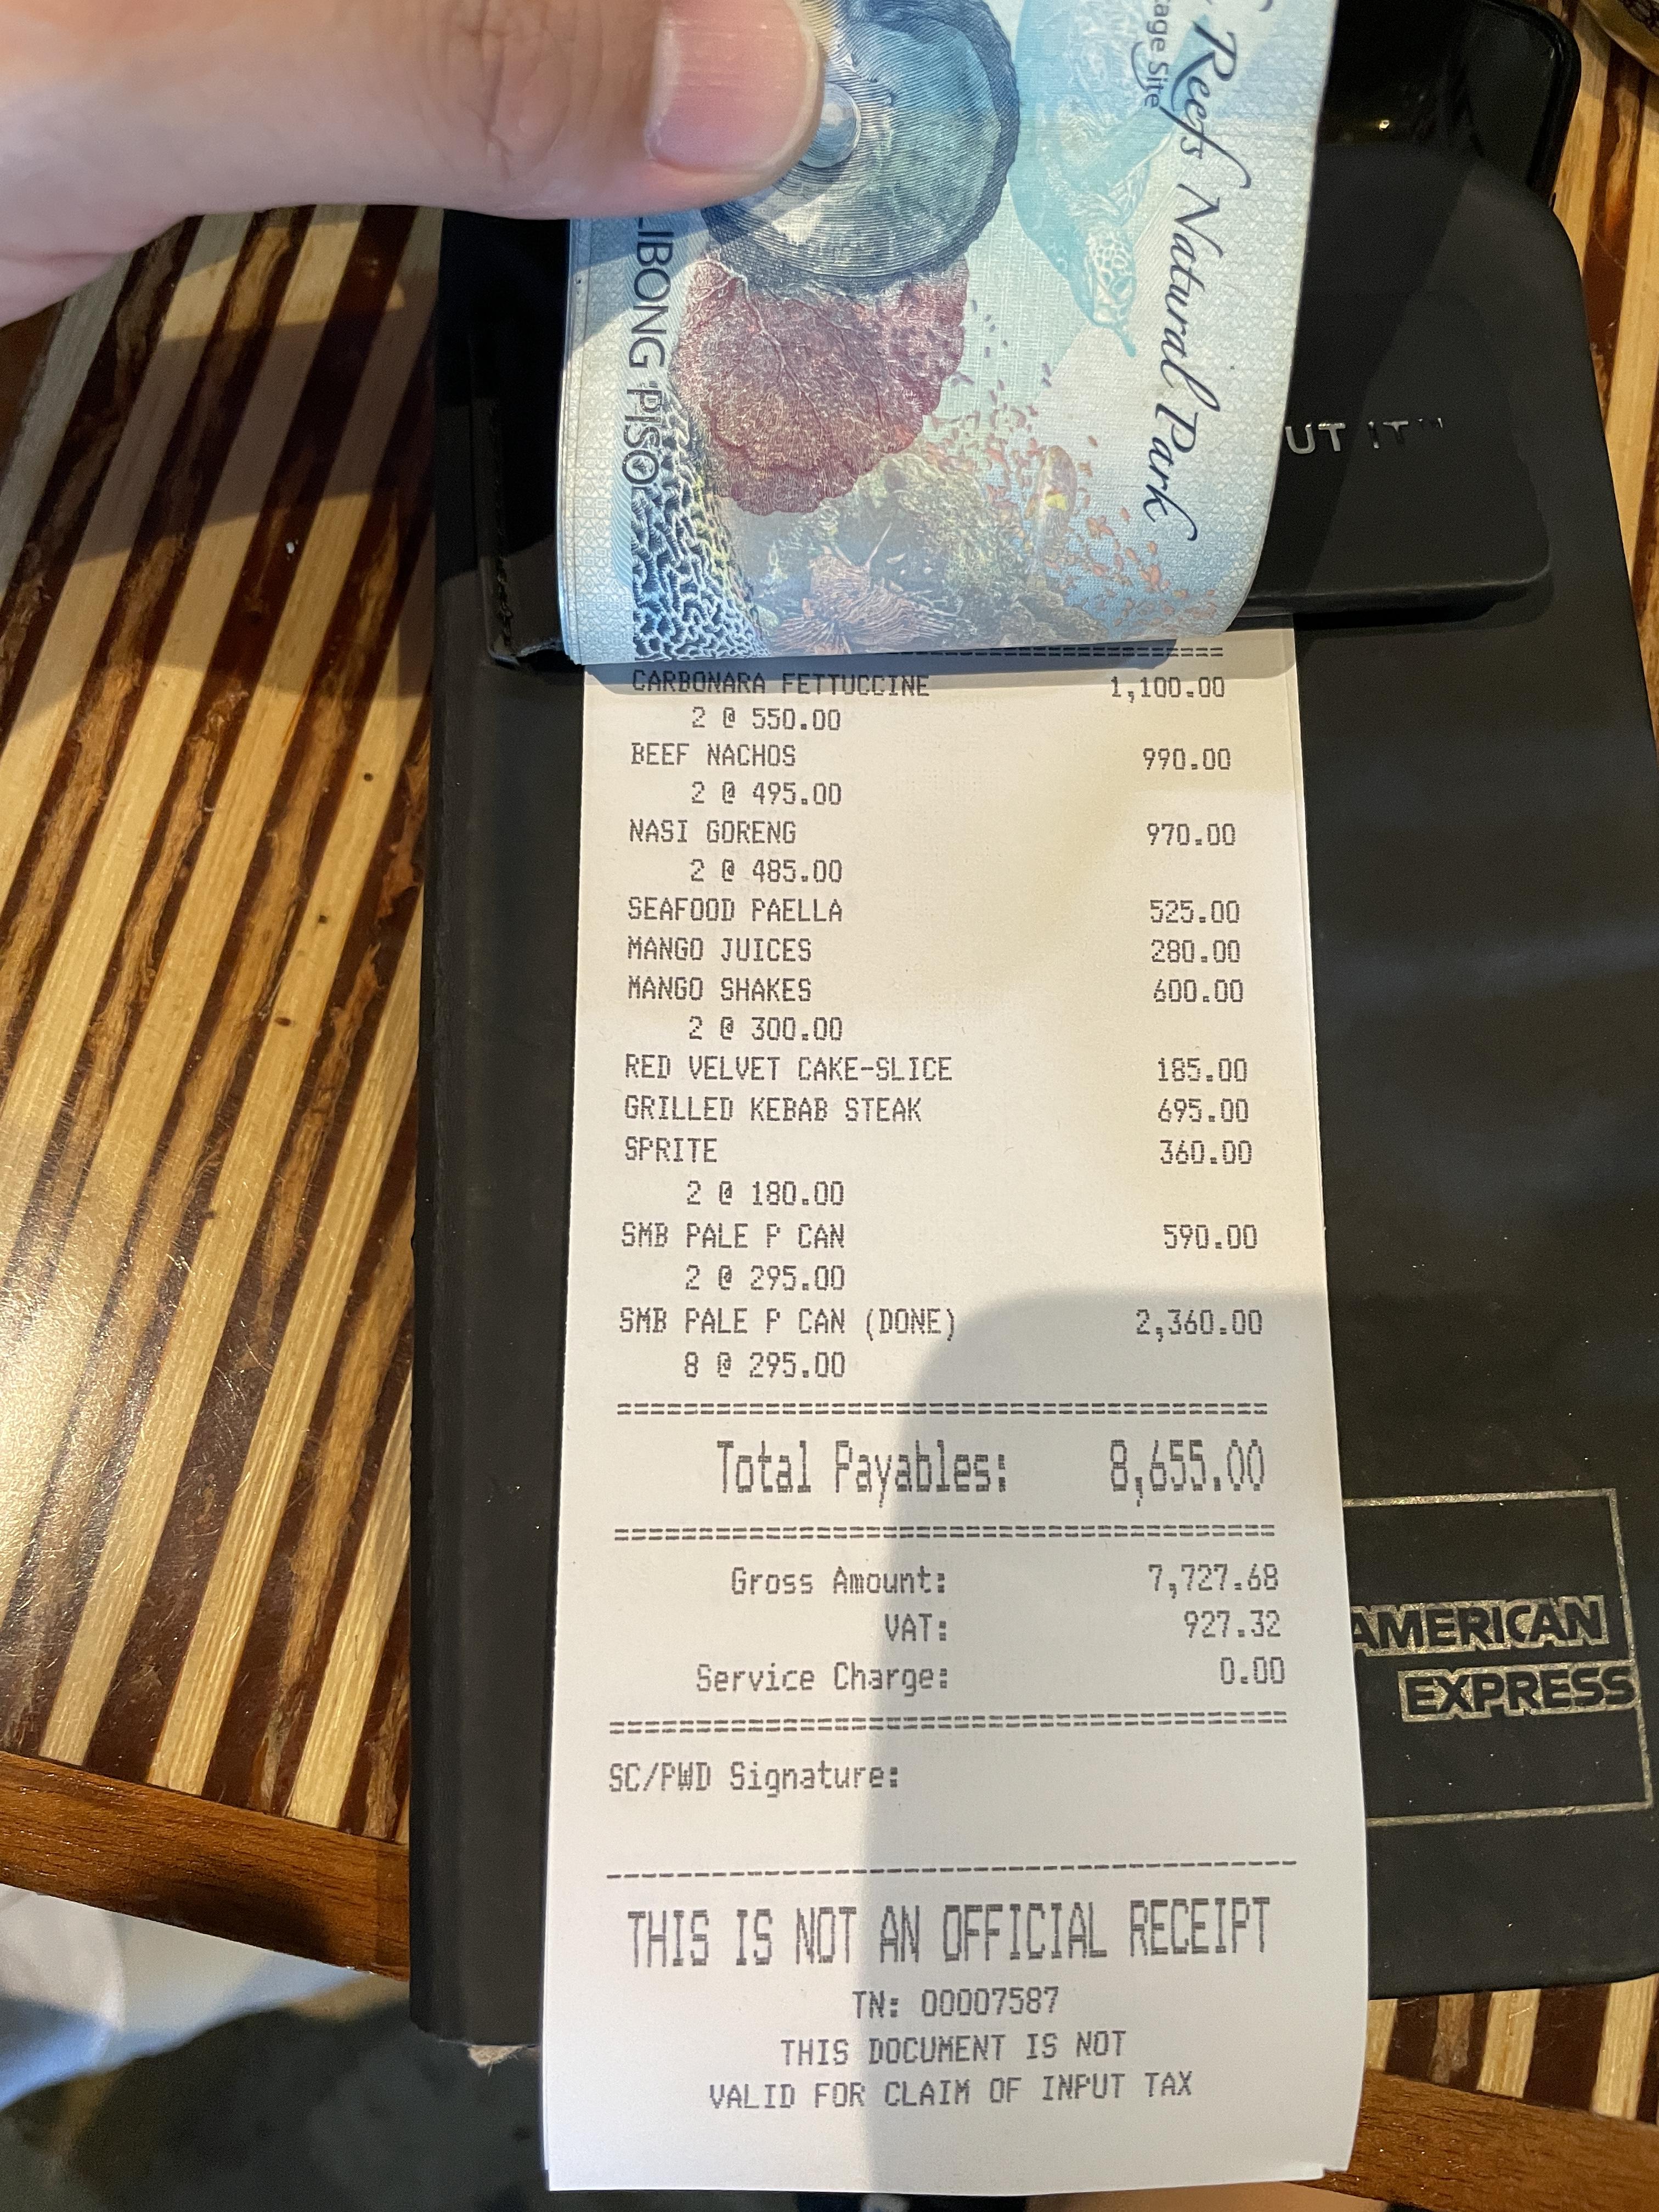 Reefs Natural Park
age Site
LIBONG PISO
UT IT"
CARBONARA FETTUCCINE 1,100.00
2 @ 550.00
BEEF NACHOS 990.00
2 @ 495.00
NASI GORENG 970.00
2 @ 485.00
SEAFOOD PAELLA 525.00
MANGO JUICES 280.00
MANGO SHAKES 600.00
2 @ 300.00
RED VELVET CAKE-SLICE 185.00
GRILLED KEBAB STEAK 695.00
SPRITE 360.00
2 @ 180.00
SMB PALE P CAN 590.00
2 @ 295.00
SMB PALE P CAN (DONE) 2,360.00
8 @ 295.00
Total Payables: 8,655.00
Gross Amount: 7,727.68
VAT: 927.32
Service Charge: 0.00
SC/PWD Signature:
THIS IS NOT AN OFFICIAL RECEIPT
TN: 00007587
THIS DOCUMENT IS NOT
VALID FOR CLAIM OF INPUT TAX
AMERICAN
EXPRESS